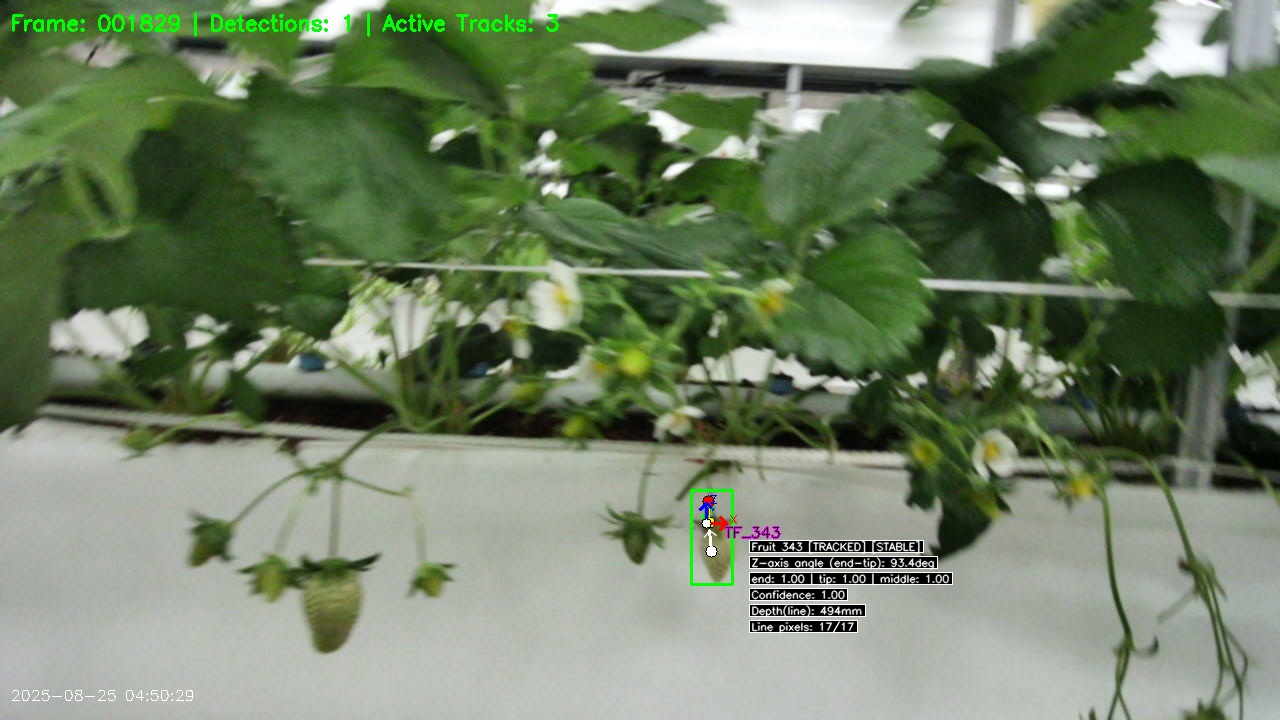 Frame: 001829 | Detections: 1 | Active Tracks: 3
TF_343
Fruit 343 [TRACKED] [STABLE]
Z-axis angle (end-tip): 93.4deg
end: 1.00 | tip: 1.00 | middle: 1.00
Confidence: 1.00
Depth(line): 494mm
Line pixels: 17/17
2025-08-25 04:50:29